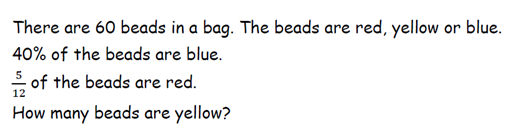 There are 60 beads in a bag. The beads are red, yellow or blue.
40% of the beads are blue.
5/12 of the beads are red.
How many beads are yellow?